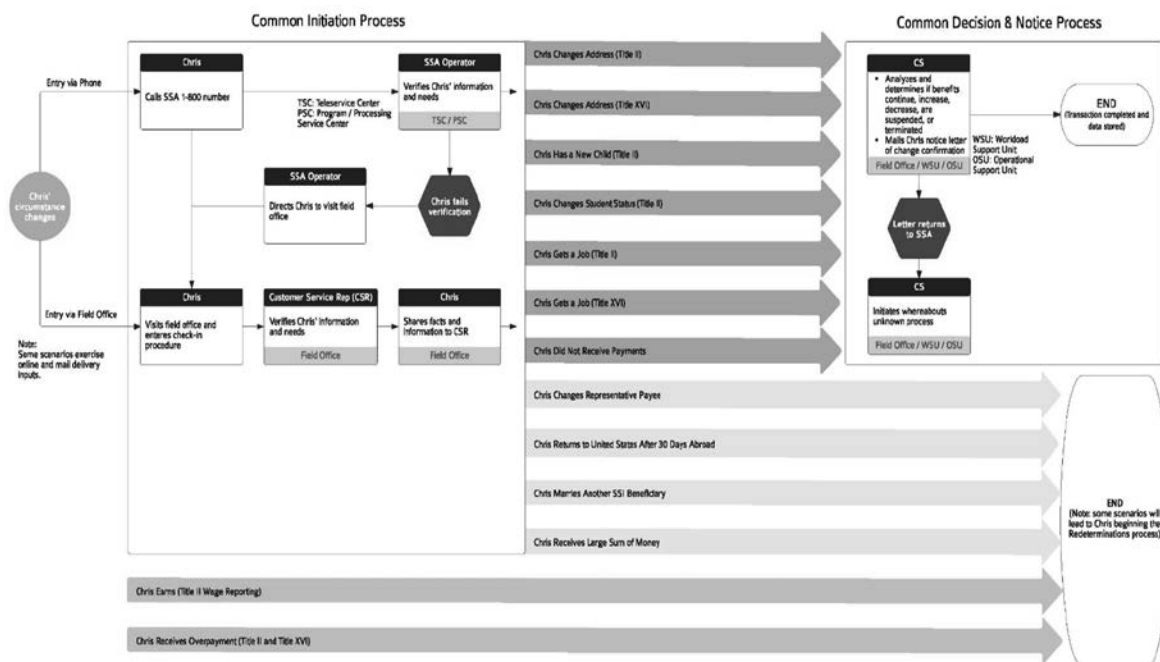 Common Initiation Process
Common Decision & Notice Process
Entry via Phone
Chris
Calls SSA 1-800 number
TSC: Teleservice Center
PSC: Program / Processing
Service Center
SSA Operator
Verifies Chris' information
and needs
TSC / PSC
SSA Operator
Directs Chris to visit field
office
Chris fails
verification
Chris'
circumstance
changes
Entry via Field Office
Note:
Some scenarios exercise
online and mail delivery
inputs.
Chris
Visits field office and
enteres check-in
procedure
Customer Service Rep (CSR)
Verifies Chris' information
and needs
Field Office
Chris
Shares facts and
information to CSR
Field Office
Chris Changes Address (Title II)
Chris Changes Address (Title XVI)
Chris Has a New Child (Title II)
Chris Changes Student Status (Title II)
Chris Gets a Job (Title II)
Chris Gets a Job (Title XVI)
Chris Did Not Receive Payments
Chris Changes Representative Payee
Chris Returns to United States After 30 Days Abroad
Chris Marries Another SSI Beneficiary
Chris Receives Large Sum of Money
Chris Earns (Title II Wage Reporting)
Chris Receives Overpayment (Title II and Title XVI)
CS
• Analyzes and
determines if benefits
continue, increase,
decrease, are
suspended, or
terminated
• Mails Chris notice letter
of change confirmation
Field Office / WSU / OSU
WSU: Workload
Support Unit
OSU: Operational
Support Unit
END
(Transaction completed and
data stored)
Letter returns
to SSA
CS
Initiates whereabouts
unknown process
Field Office / WSU / OSU
END
(Note: some scenarios will
lead to Chris beginning the
Redeterminations process)